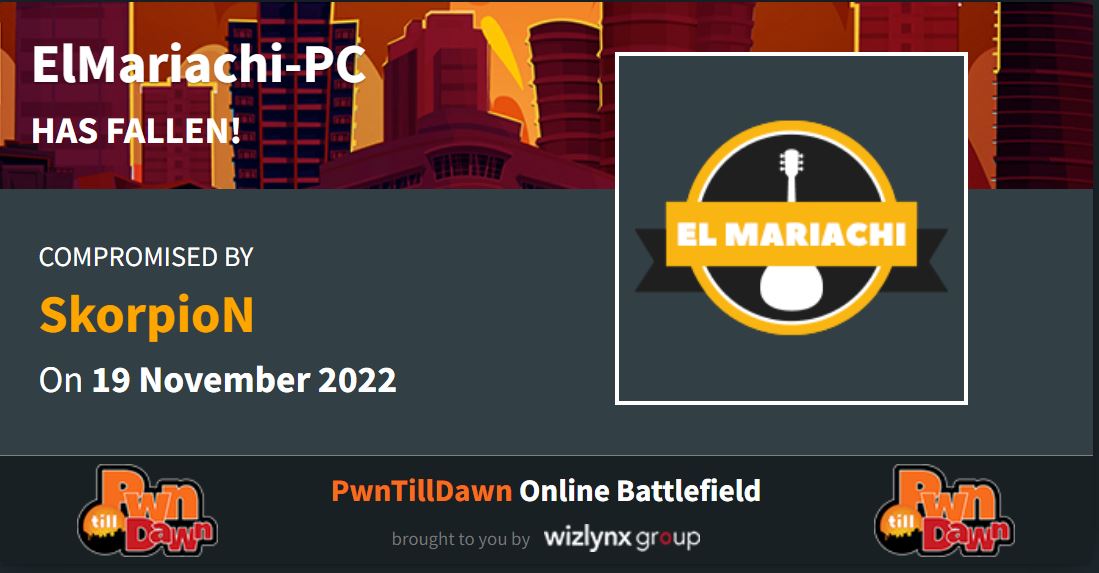 ElMariachi-PC
HAS FALLEN!
EL MARIACHI
COMPROMISED BY
SkorpioN
On 19 November 2022
Pwn
till
Dawn
PwnTillDawn Online Battlefield
brought to you by wizlynx group
Pwn
till
Dawn